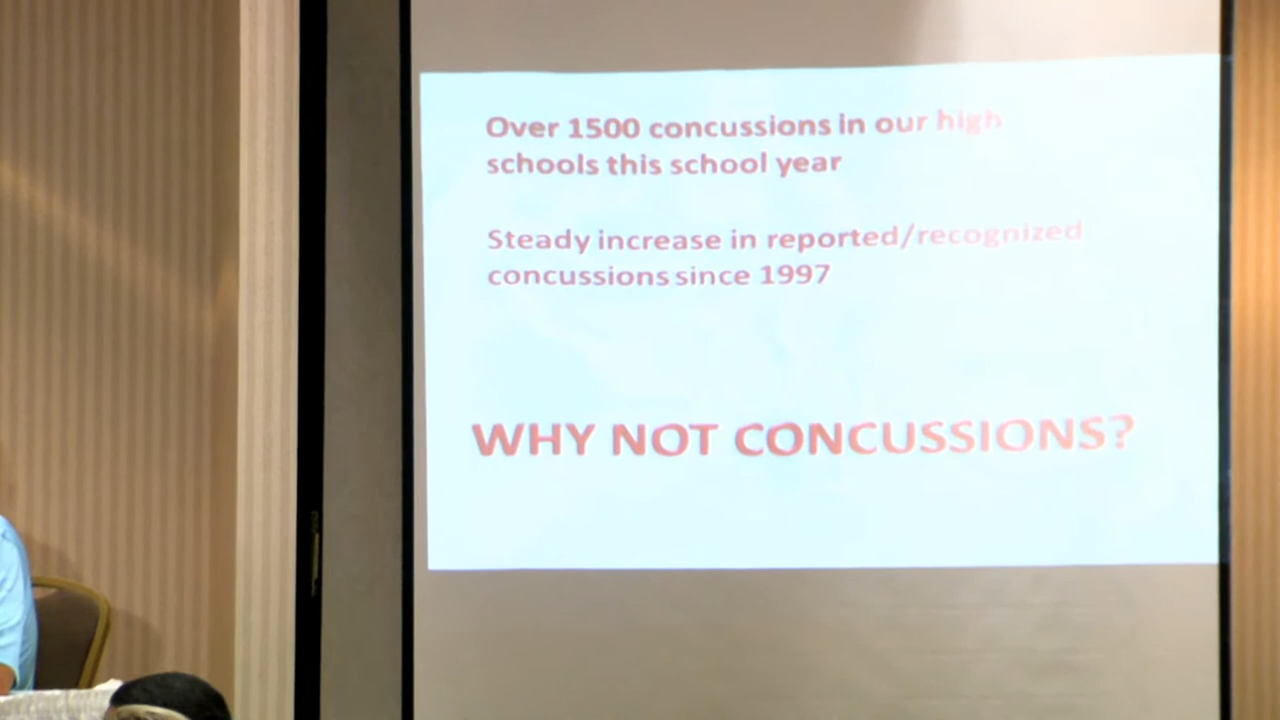 Over 1500 concussions in our high
schools this school year
Steady increase in reported/recognized
concussions since 1997
WHY NOT CONCUSSIONS?